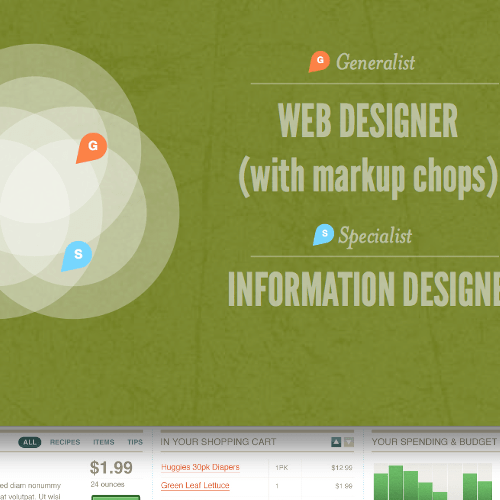 G Generalist
WEB DESIGNER
(with markup chops)
G
S Specialist
S
INFORMATION DESIGNE
ALL RECIPES ITEMS TIPS
IN YOUR SHOPPING CART
YOUR SPENDING & BUDGET
$1.99
24 ounces
Huggies 30pk Diapers 1PK $12.99
Green Leaf Lettuce 1 $1.99
ed diam nonummy
at volutpat. Ut wisi